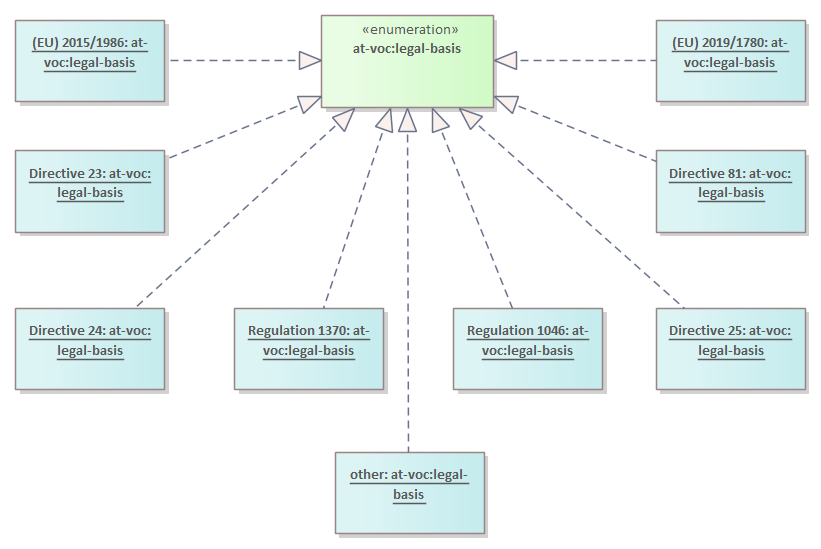 (EU) 2015/1986: at-
voc:legal-basis
«enumeration»
at-voc:legal-basis
(EU) 2019/1780: at-
voc:legal-basis
Directive 23: at-voc:
legal-basis
Directive 81: at-voc:
legal-basis
Directive 24: at-voc:
legal-basis
Regulation 1370: at-
voc:legal-basis
Regulation 1046: at-
voc:legal-basis
Directive 25: at-voc:
legal-basis
other: at-voc:legal-
basis